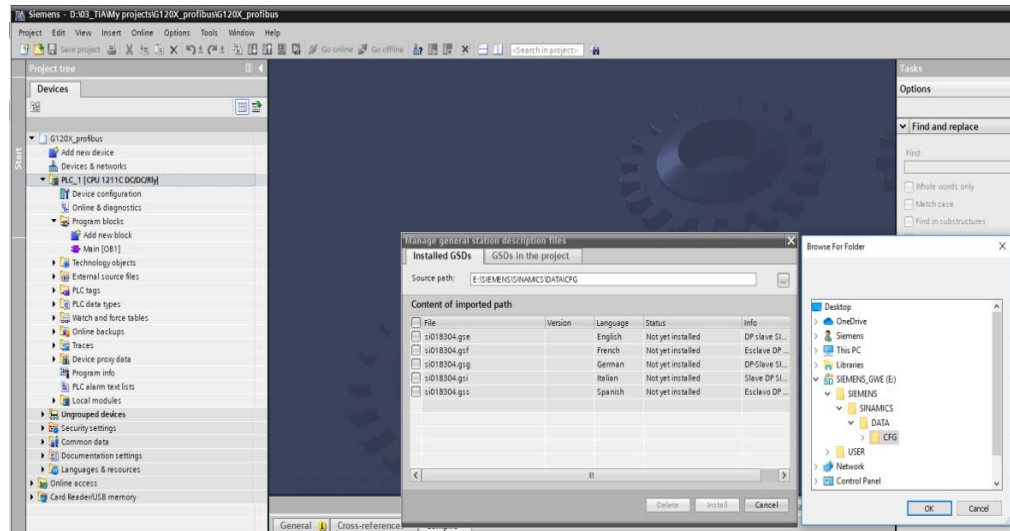 Siemens - D:\03_TIA\My projects\G120X_profibus\G120X_profibus
Project Edit View Insert Online Options Tools Window Help
Save project Go online Go offline <Search in project>
Project tree
Devices
Start
G120X_profibus
Add new device
Devices & networks
PLC_1 [CPU 1211C DC/DC/Rly]
Device configuration
Online & diagnostics
Program blocks
Add new block
Main [OB1]
Technology objects
External source files
PLC tags
PLC data types
Watch and force tables
Online backups
Traces
Device proxy data
Program info
PLC alarm text lists
Local modules
Ungrouped devices
Security settings
Common data
Documentation settings
Languages & resources
Online access
Card Reader/USB memory
General Cross-reference
Manage general station description files
Installed GSDs GSDs in the project
Source path: E:\SIEMENS\SINAMICS\DATA\CFG
Content of imported path
File Version Language Status Info
si018304.gse English Not yet installed DP slave SI...
si018304.gsf French Not yet installed Esclave DP ...
si018304.gsg German Not yet installed DP-Slave SI...
si018304.gsi Italian Not yet installed Slave DP SI...
si018304.gss Spanish Not yet installed Esclavo DP ...
Delete Install Cancel
Tasks
Options
Find and replace
Find:
Whole words only
Match case
Find in substructures
Browse For Folder
Desktop
OneDrive
Siemens
This PC
Libraries
SIEMENS_GWE (E:)
SIEMENS
SINAMICS
DATA
CFG
USER
Network
Control Panel
OK Cancel